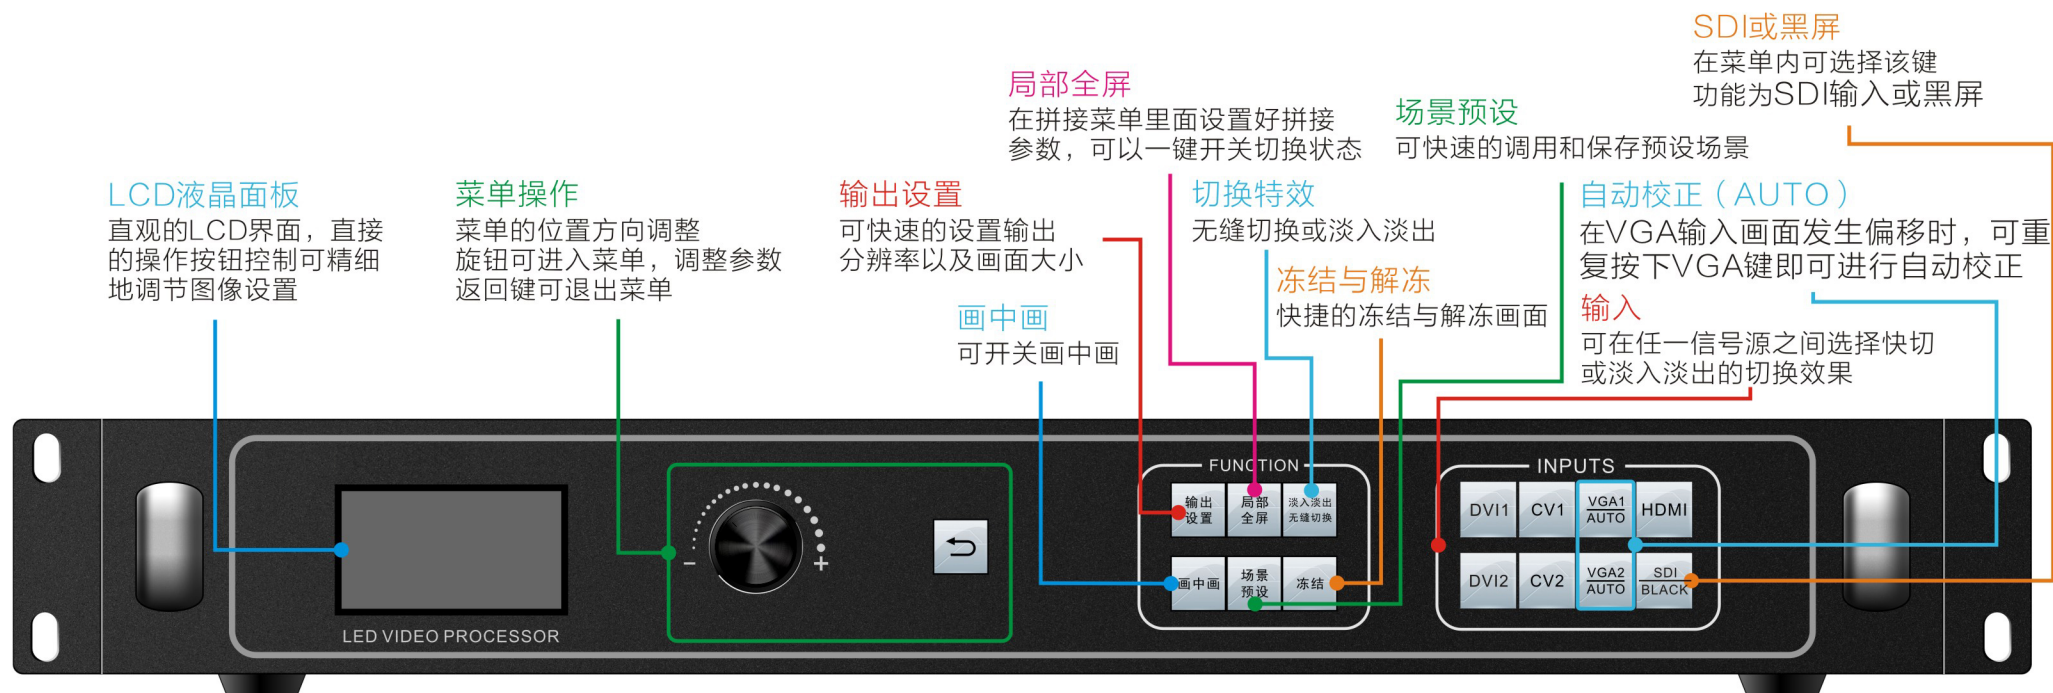 SDI或黑屏
在菜单内可选择该键
功能为SDI输入或黑屏
局部全屏
在拼接菜单里面设置好拼接
参数，可以一键开关切换状态
场景预设
可快速的调用和保存预设场景
LCD液晶面板
直观的LCD界面，直接
的操作按钮控制可精细
地调节图像设置
菜单操作
菜单的位置方向调整
旋钮可进入菜单，调整参数
返回键可退出菜单
输出设置
可快速的设置输出
分辨率以及画面大小
切换特效
无缝切换或淡入淡出
自动校正（AUTO）
在VGA输入画面发生偏移时，可重
复按下VGA键即可进行自动校正
画中画
可开关画中画
冻结与解冻
快捷的冻结与解冻画面
输入
可在任一信号源之间选择快切
或淡入淡出的切换效果
LED VIDEO PROCESSOR
－
＋
FUNCTION
输出
设置
局部
全屏
淡入淡出
无缝切换
画中画
场景
预设
冻结
INPUTS
DVI1
CV1
VGA1
AUTO
HDMI
DVI2
CV2
VGA2
AUTO
SDI
BLACK